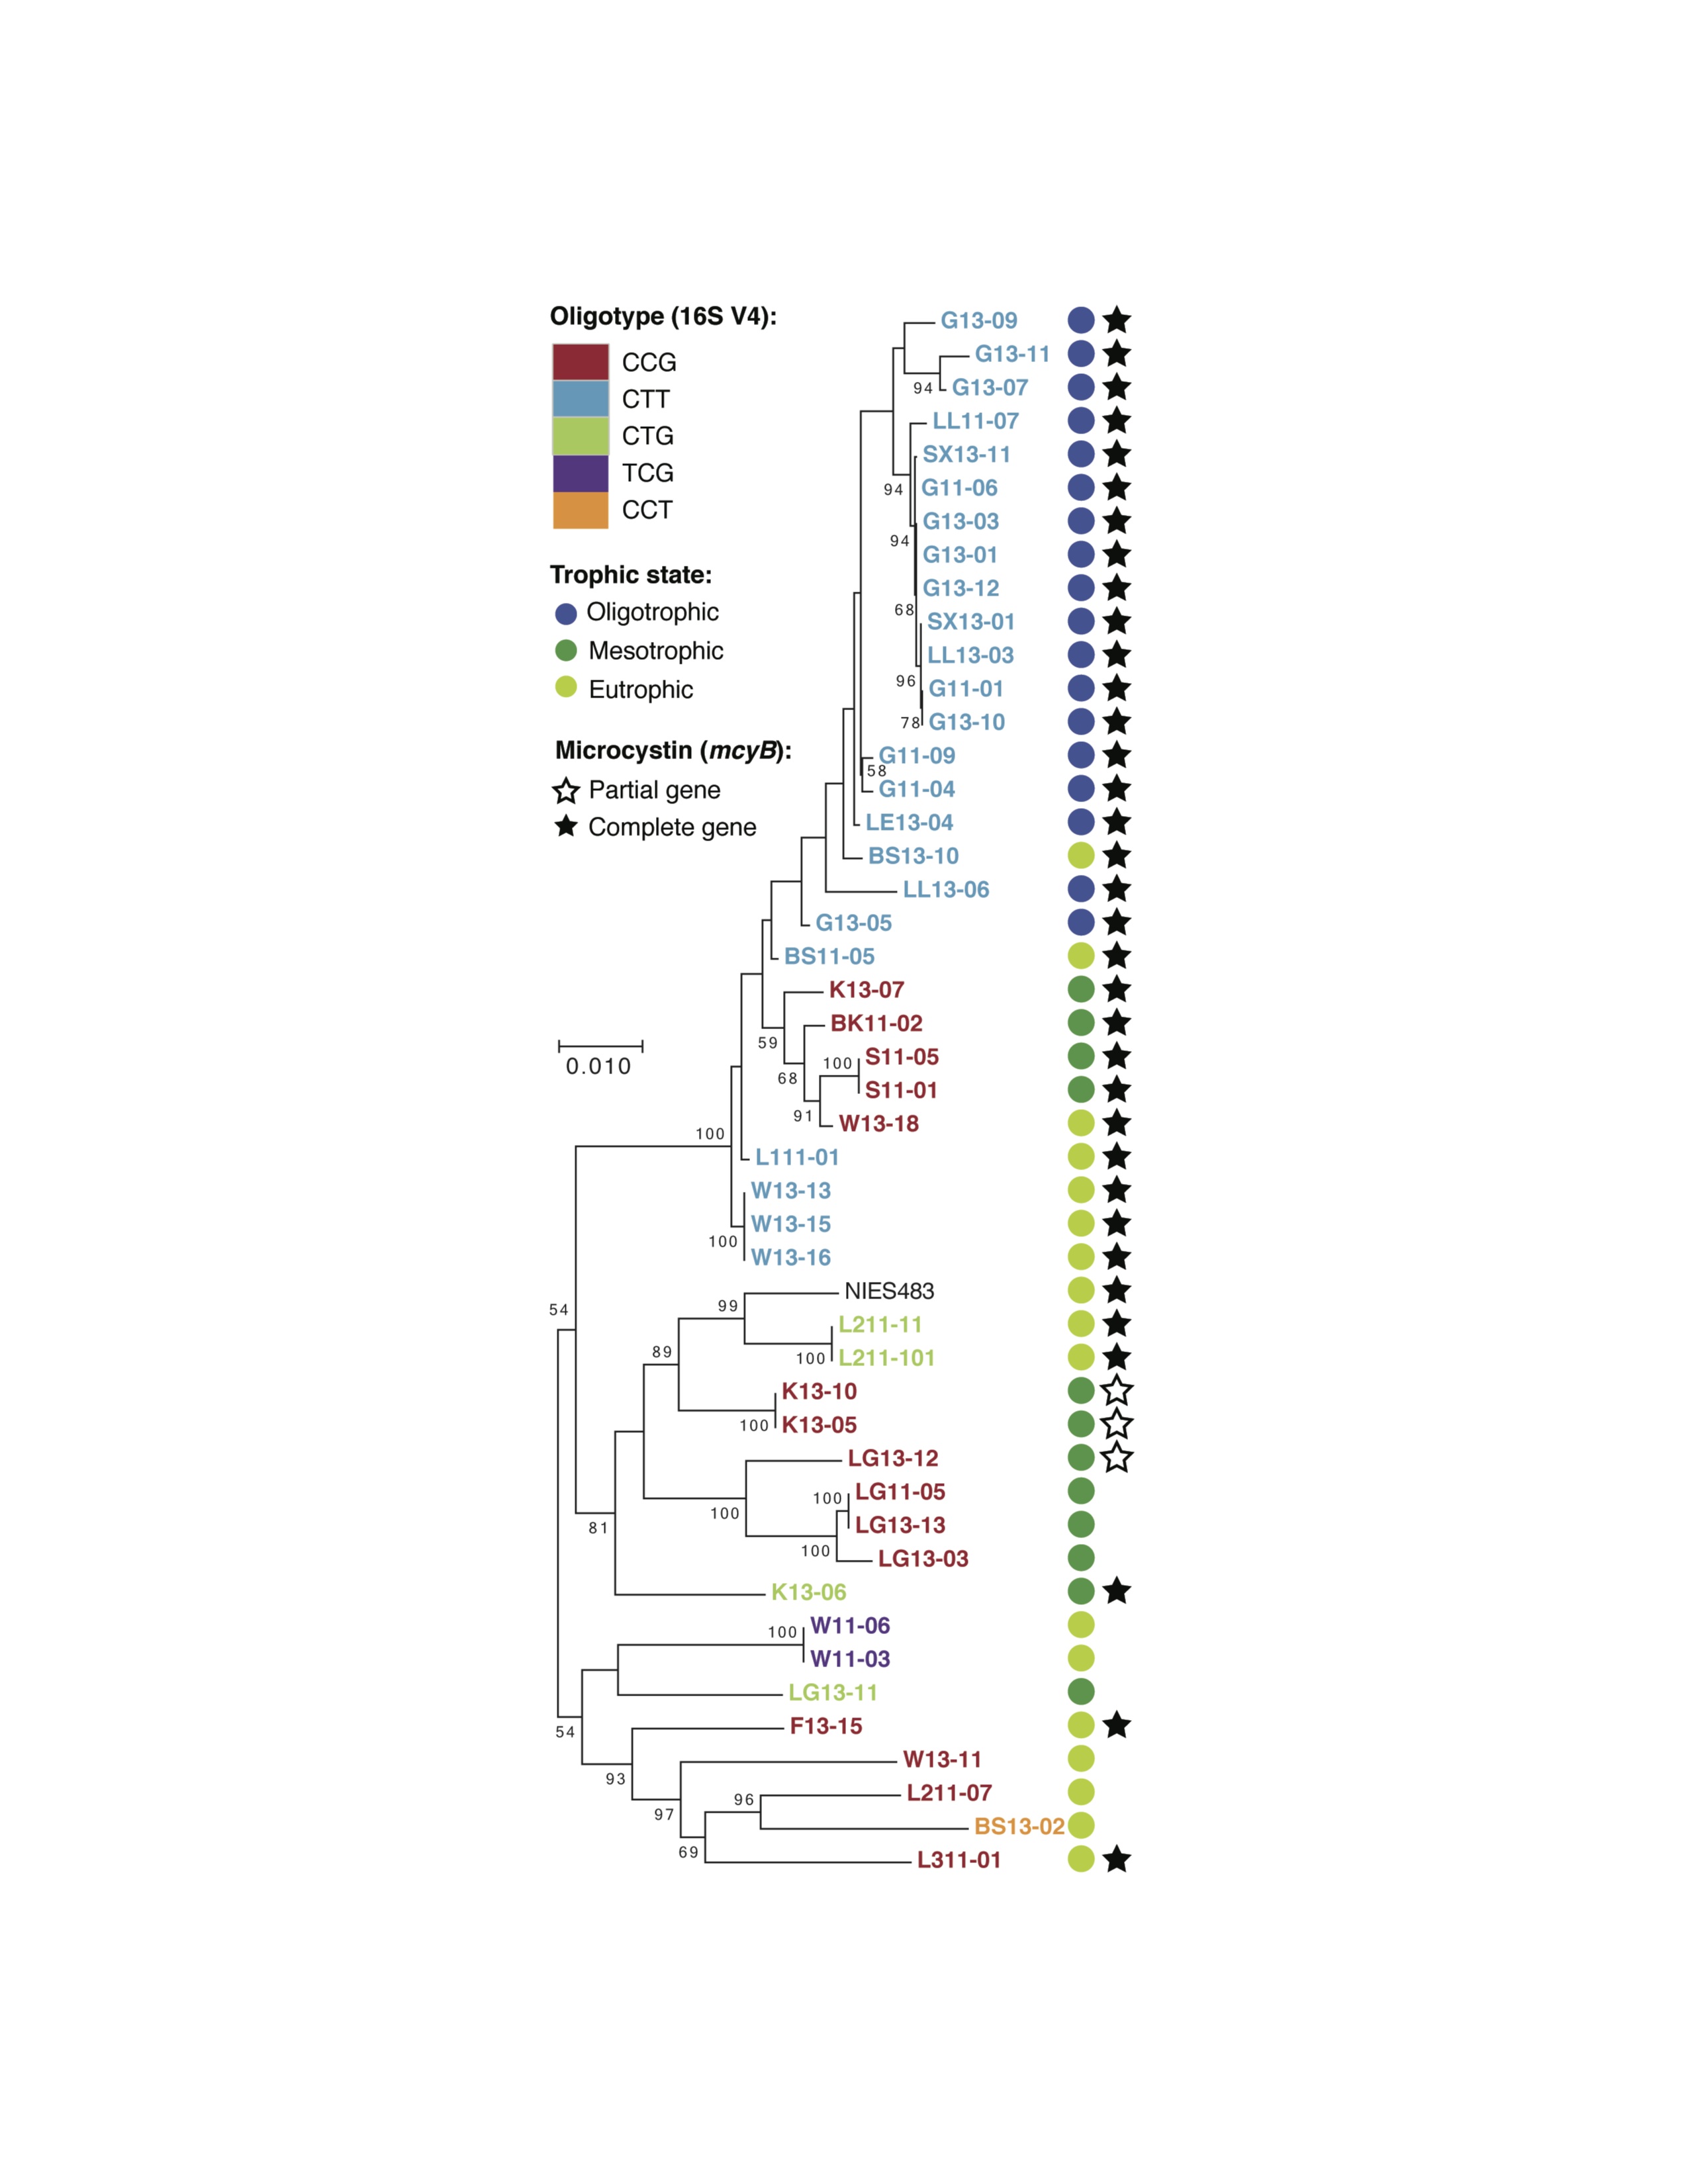 Oligotype (16S V4):
CCG
CTT
CTG
TCG
CCT
Trophic state:
Oligotrophic
Mesotrophic
Eutrophic
Microcystin (mcyB):
Partial gene
Complete gene
0.010
G13-09
G13-11
94 G13-07
LL11-07
SX13-11
94 G11-06
G13-03
94
G13-01
G13-12
68
SX13-01
LL13-03
96
G11-01
78 G13-10
G11-09
58
G11-04
LE13-04
BS13-10
LL13-06
G13-05
BS11-05
K13-07
BK11-02
59
100 S11-05
68
S11-01
91
W13-18
100
L111-01
W13-13
W13-15
100
W13-16
NIES483
54
99
L211-11
89
100 L211-101
K13-10
100 K13-05
LG13-12
100 LG11-05
100
LG13-13
81
100
LG13-03
K13-06
100 W11-06
W11-03
LG13-11
54
F13-15
W13-11
93
96 L211-07
97
BS13-02
69
L311-01